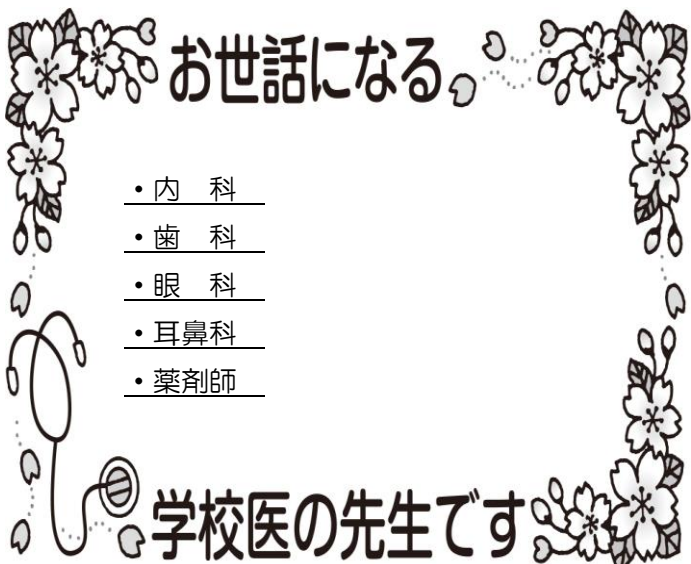 お世話になる
・内　科
・歯　科
・眼　科
・耳鼻科
・薬剤師
学校医の先生です